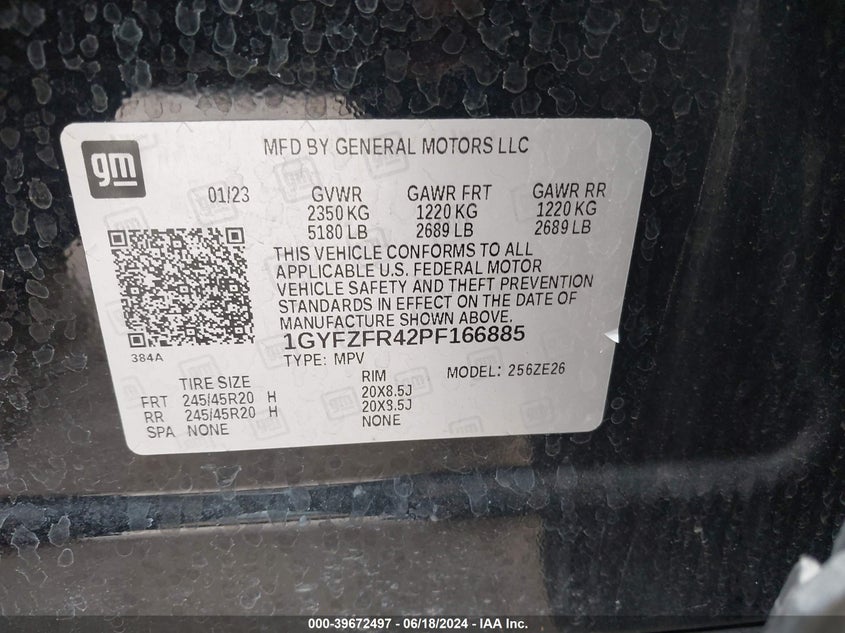 gm
MFD BY GENERAL MOTORS LLC
01/23 GVWR GAWR FRT GAWR RR
2350 KG 1220 KG 1220 KG
5180 LB 2689 LB 2689 LB
THIS VEHICLE CONFORMS TO ALL
APPLICABLE U.S. FEDERAL MOTOR
VEHICLE SAFETY AND THEFT PREVENTION
STANDARDS IN EFFECT ON THE DATE OF
MANUFACTURE SHOWN ABOVE.
384A
1GYFZFR42PF166885
TYPE: MPV MODEL: 256ZE26
TIRE SIZE RIM
FRT 245/45R20 H 20X8.5J
RR 245/45R20 H 20X8.5J
SPA NONE NONE
000-39672497 - 06/18/2024 - IAA Inc.